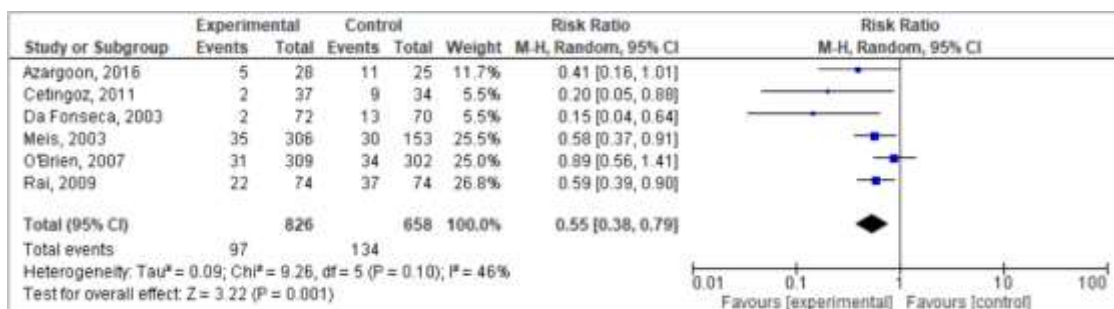 Experimental Control Risk Ratio Risk Ratio
Study or Subgroup Events Total Events Total Weight M-H, Random, 95% CI M-H, Random, 95% CI
Azargoon, 2016 5 28 11 25 11.7% 0.41 [0.16, 1.01]
Cetingoz, 2011 2 37 9 34 5.5% 0.20 [0.05, 0.88]
Da Fonseca, 2003 2 72 13 70 5.5% 0.15 [0.04, 0.64]
Meis, 2003 35 306 30 153 25.5% 0.58 [0.37, 0.91]
O'Brien, 2007 31 309 34 302 25.0% 0.89 [0.56, 1.41]
Rai, 2009 22 74 37 74 26.8% 0.59 [0.39, 0.90]
Total (95% CI) 826 658 100.0% 0.55 [0.38, 0.79]
Total events 97 134
Heterogeneity: Tau² = 0.09; Chi² = 9.26, df = 5 (P = 0.10); I² = 46%
Test for overall effect: Z = 3.22 (P = 0.001)
0.01 0.1 1 10 100
Favours [experimental] Favours [control]